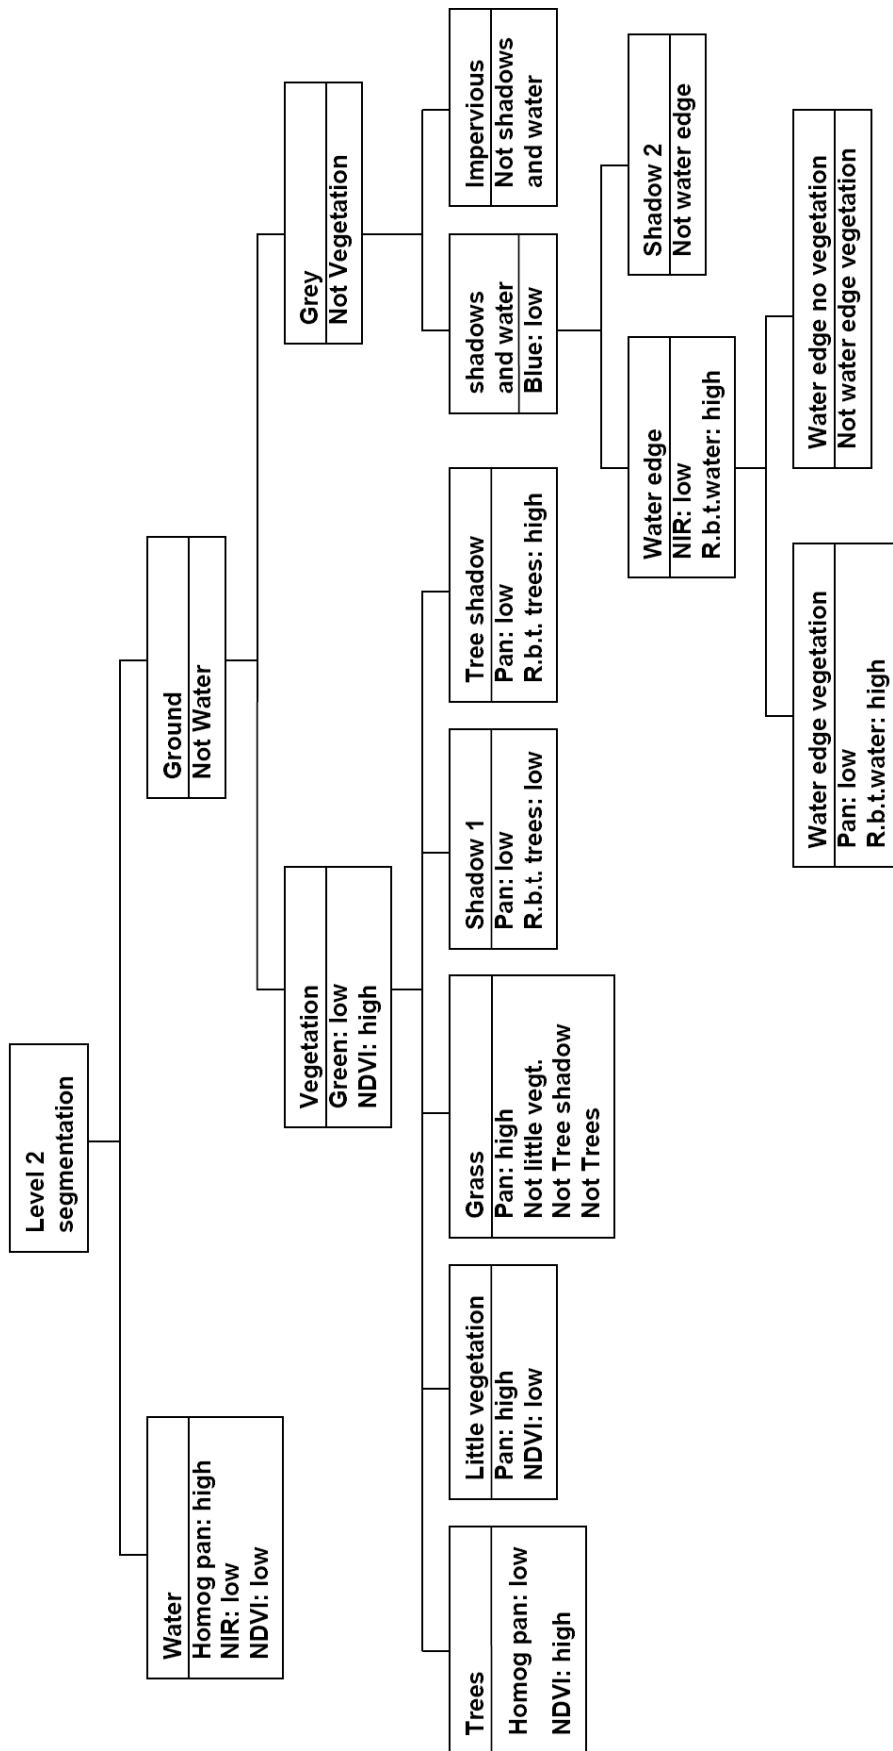 Level 2
segmentation
Water
Homog pan: high
NIR: low
NDVI: low
Ground
Not Water
Vegetation
Green: low
NDVI: high
Grey
Not Vegetation
Trees
Homog pan: low
NDVI: high
Little vegetation
Pan: high
NDVI: low
Grass
Pan: high
Not little vegt.
Not Tree shadow
Not Trees
Shadow 1
Pan: low
R.b.t. trees: low
Tree shadow
Pan: low
R.b.t. trees: high
shadows
and water
Blue: low
Impervious
Not shadows
and water
Water edge
NIR: low
R.b.t.water: high
Shadow 2
Not water edge
Water edge vegetation
Pan: low
R.b.t.water: high
Water edge no vegetation
Not water edge vegetation